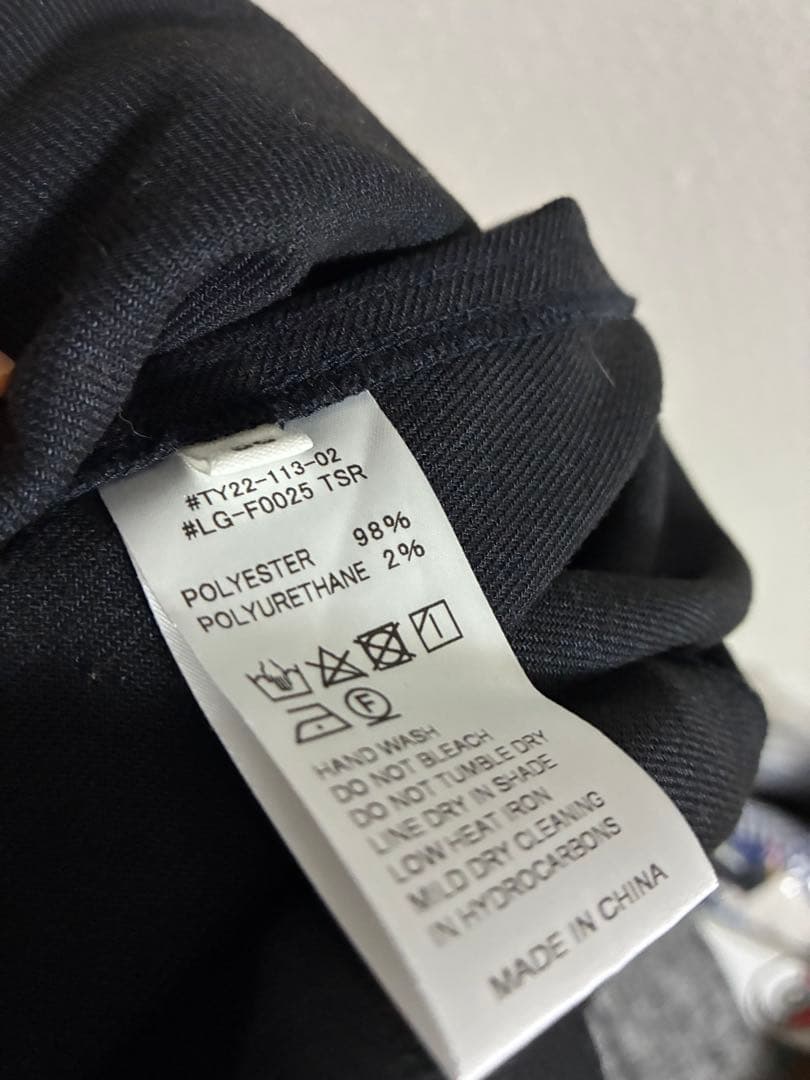 #TY22-113-02
#LG-F0025 TSR
POLYESTER 98%
POLYURETHANE 2%
F
HAND WASH
DO NOT BLEACH
DO NOT TUMBLE DRY
LINE DRY IN SHADE
LOW HEAT IRON
MILD DRY CLEANING
IN HYDROCARBONS
MADE IN CHINA